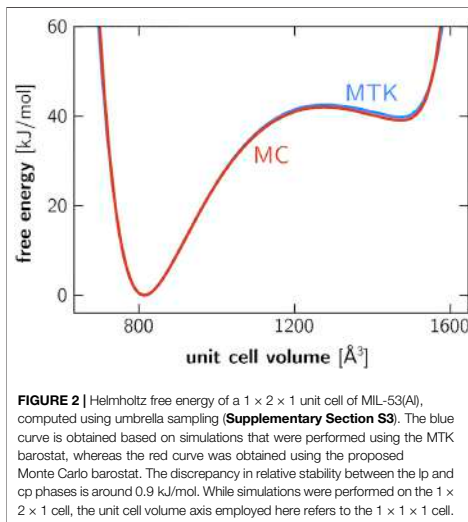 60
40
20
0
free energy [kJ/mol]
MTK
MC
800
1200
1600
unit cell volume [Å³]
FIGURE 2 | Helmholtz free energy of a 1 × 2 × 1 unit cell of MIL-53(Al),
computed using umbrella sampling (Supplementary Section S3). The blue
curve is obtained based on simulations that were performed using the MTK
barostat, whereas the red curve was obtained using the proposed
Monte Carlo barostat. The discrepancy in relative stability between the lp and
cp phases is around 0.9 kJ/mol. While simulations were performed on the 1 ×
2 × 1 cell, the unit cell volume axis employed here refers to the 1 × 1 × 1 cell.